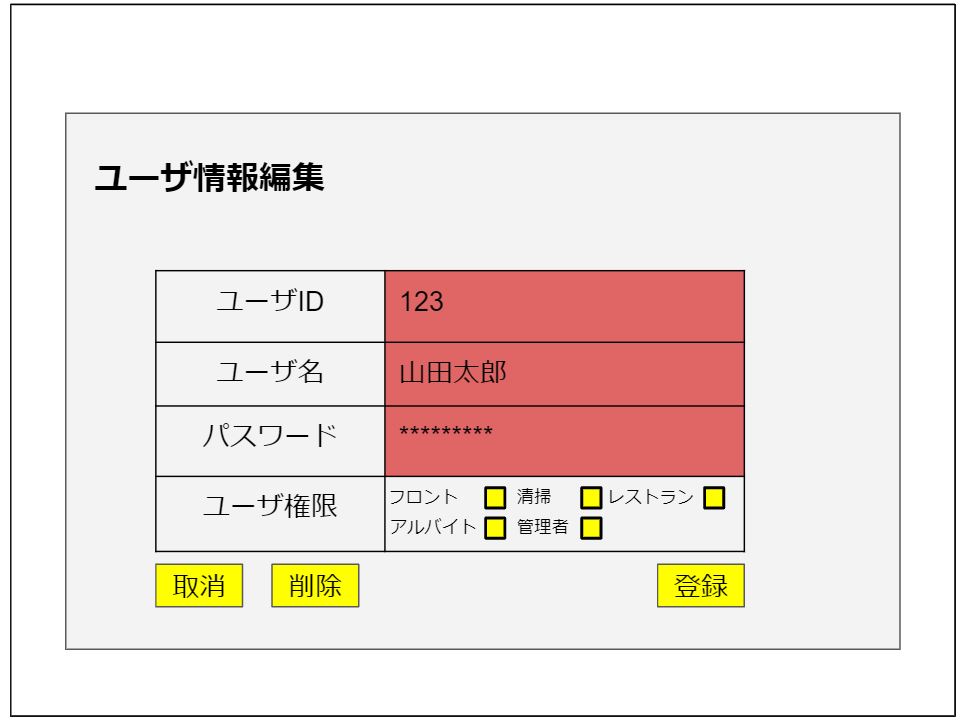 ユーザ情報編集
ユーザID 123
ユーザ名 山田太郎
パスワード *********
ユーザ権限 フロント 清掃 レストラン
アルバイト 管理者
取消 削除 登録